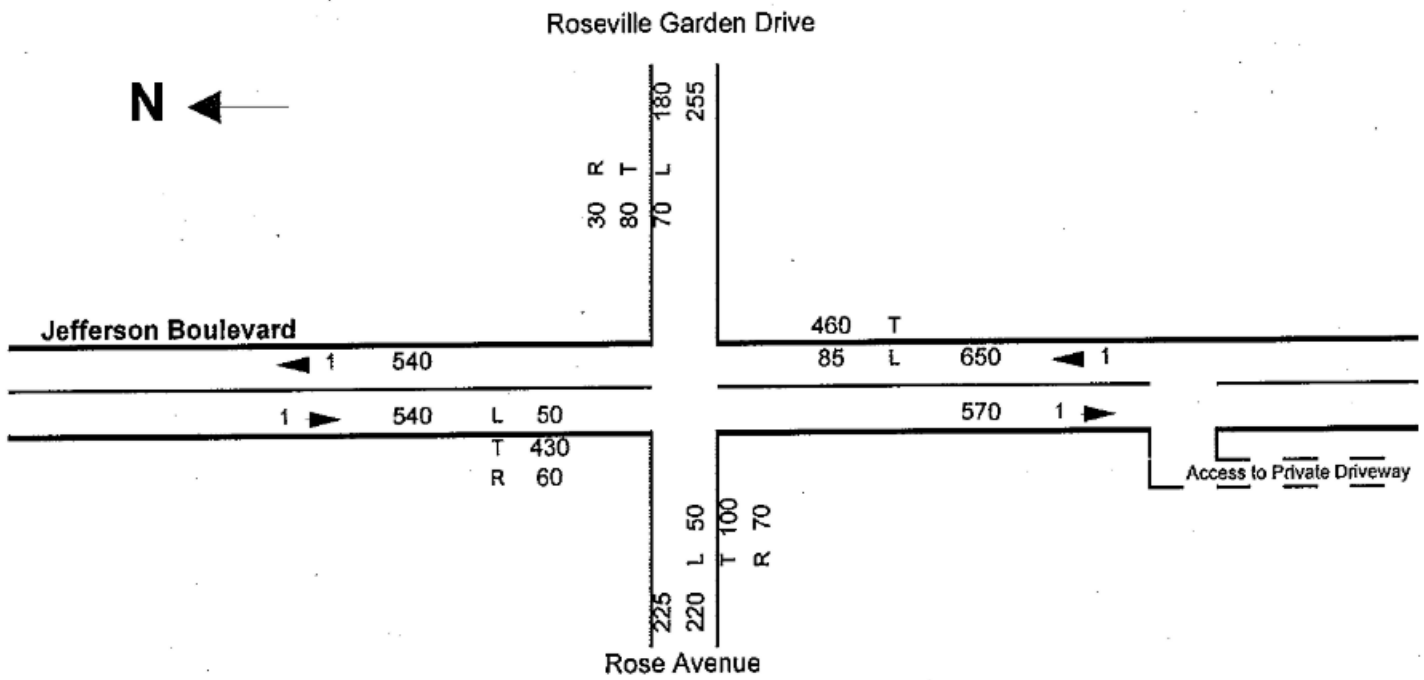 Roseville Garden Drive
N
180
255
R T L
30 80 70
Jefferson Boulevard
460 T
1 540
85 L 650 1
1 540 L 50
570 1
T 430
R 60
Access to Private Driveway
50 100 70
L T R
225
220
Rose Avenue